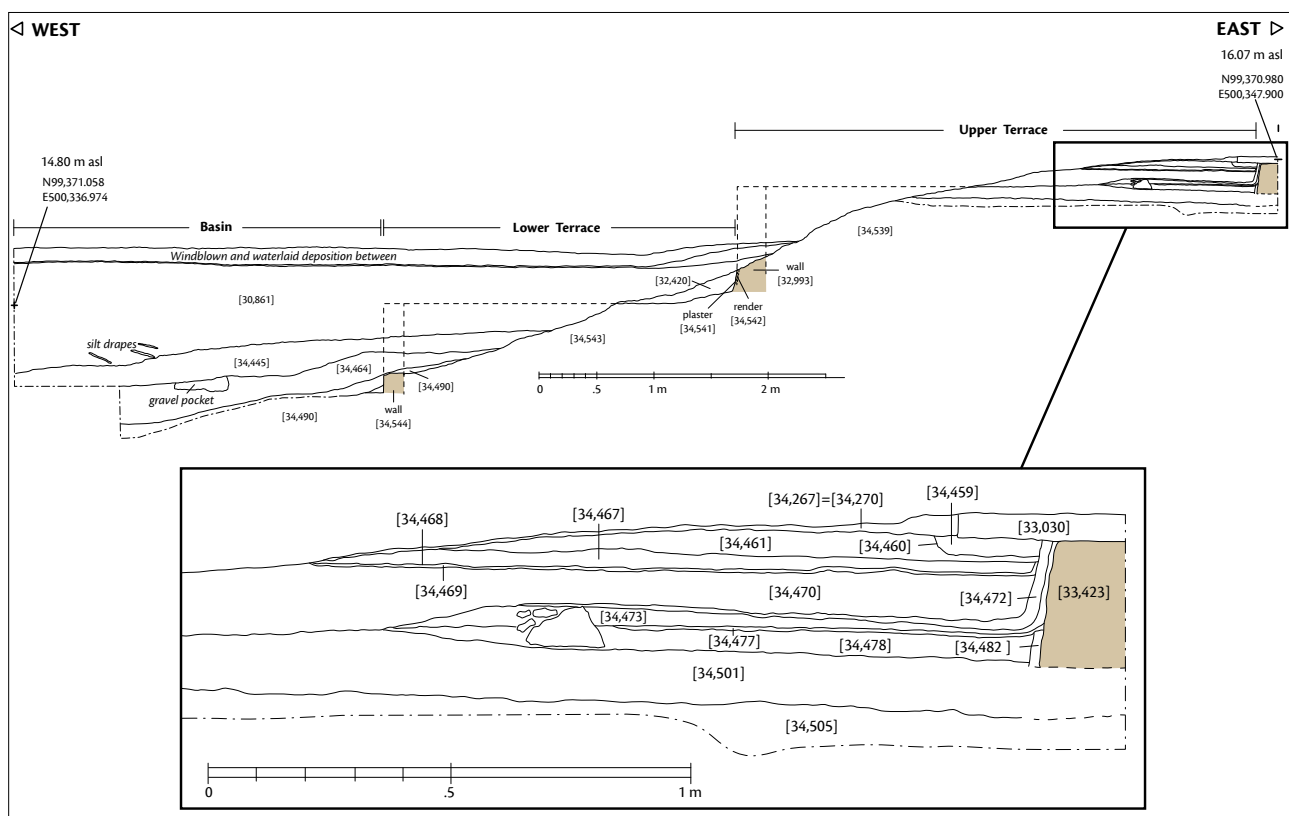 WEST
EAST
16.07 m asl
N99,370.980
E500,347.900
Upper Terrace
14.80 m asl
N99,371.058
E500,336.974
Basin
Lower Terrace
[34,539]
Windblown and waterlaid deposition between
wall
[32,993]
[32,420]
[30,861]
plaster
[34,541]
render
[34,542]
silt drapes
[34,543]
[34,445]
[34,464]
[34,490]
gravel pocket
0 .5 1 m 2 m
wall
[34,544]
[34,490]
[34,459]
[34,267]=[34,270]
[34,468]
[34,467]
[33,030]
[34,461]
[34,460]
[34,469]
[34,470]
[34,472]
[33,423]
[34,473]
[34,477]
[34,478]
[34,482 ]
[34,501]
[34,505]
0 .5 1 m